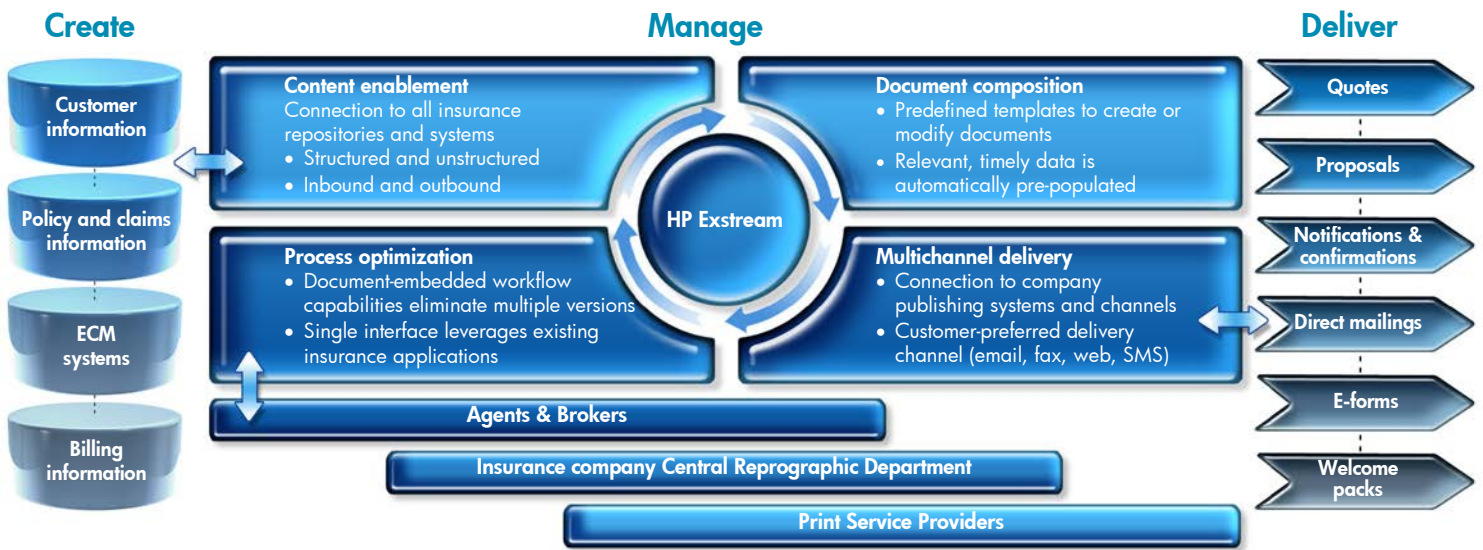 Create
Manage
Deliver
Customer
information
Policy and claims
information
ECM
systems
Billing
information
Content enablement
Connection to all insurance
repositories and systems
• Structured and unstructured
• Inbound and outbound
Document composition
• Predefined templates to create or
modify documents
• Relevant, timely data is
automatically pre-populated
HP Exstream
Process optimization
• Document-embedded workflow
capabilities eliminate multiple versions
• Single interface leverages existing
insurance applications
Multichannel delivery
• Connection to company
publishing systems and channels
• Customer-preferred delivery
channel (email, fax, web, SMS)
Agents & Brokers
Insurance company Central Reprographic Department
Print Service Providers
Quotes
Proposals
Notifications &
confirmations
Direct mailings
E-forms
Welcome
packs